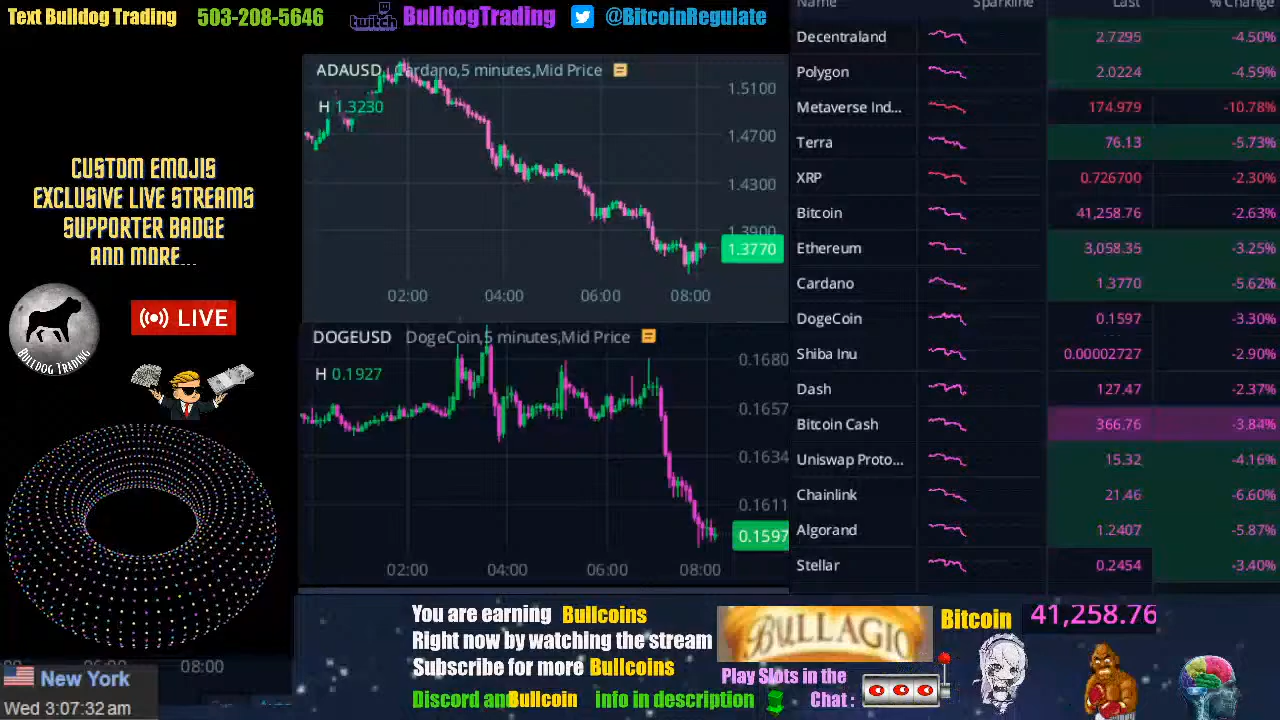 Text Bulldog Trading 503-208-5646 twitch BulldogTrading @BitcoinRegulate
CUSTOM EMOJIS
EXCLUSIVE LIVE STREAMS
SUPPORTER BADGE
AND MORE...
BULLDOG TRADING
LIVE
New York
Wed 3:07:32am
06:00 08:00
ADAUSD Cardano,5 minutes,Mid Price
H 1.3230
1.5100
1.4700
1.4300
1.3900
1.3770
02:00 04:00 06:00 08:00
DOGEUSD DogeCoin,5 minutes,Mid Price
H 0.1927
0.1680
0.1657
0.1634
0.1611
0.1597
02:00 04:00 06:00 08:00
Name Sparkline Last % Change
Decentraland 2.7295 -4.50%
Polygon 2.0224 -4.59%
Metaverse Ind... 174.979 -10.78%
Terra 76.13 -5.73%
XRP 0.726700 -2.30%
Bitcoin 41,258.76 -2.63%
Ethereum 3,058.35 -3.25%
Cardano 1.3770 -5.62%
DogeCoin 0.1597 -3.30%
Shiba Inu 0.00002727 -2.90%
Dash 127.47 -2.37%
Bitcoin Cash 366.76 -3.84%
Uniswap Proto... 15.32 -4.16%
Chainlink 21.46 -6.60%
Algorand 1.2407 -5.87%
Stellar 0.2454 -3.40%
You are earning Bullcoins
Right now by watching the stream
Subscribe for more Bullcoins
Discord and Bullcoin info in description
BULLAGIO
Play Slots in the
Chat :
Bitcoin 41,258.76